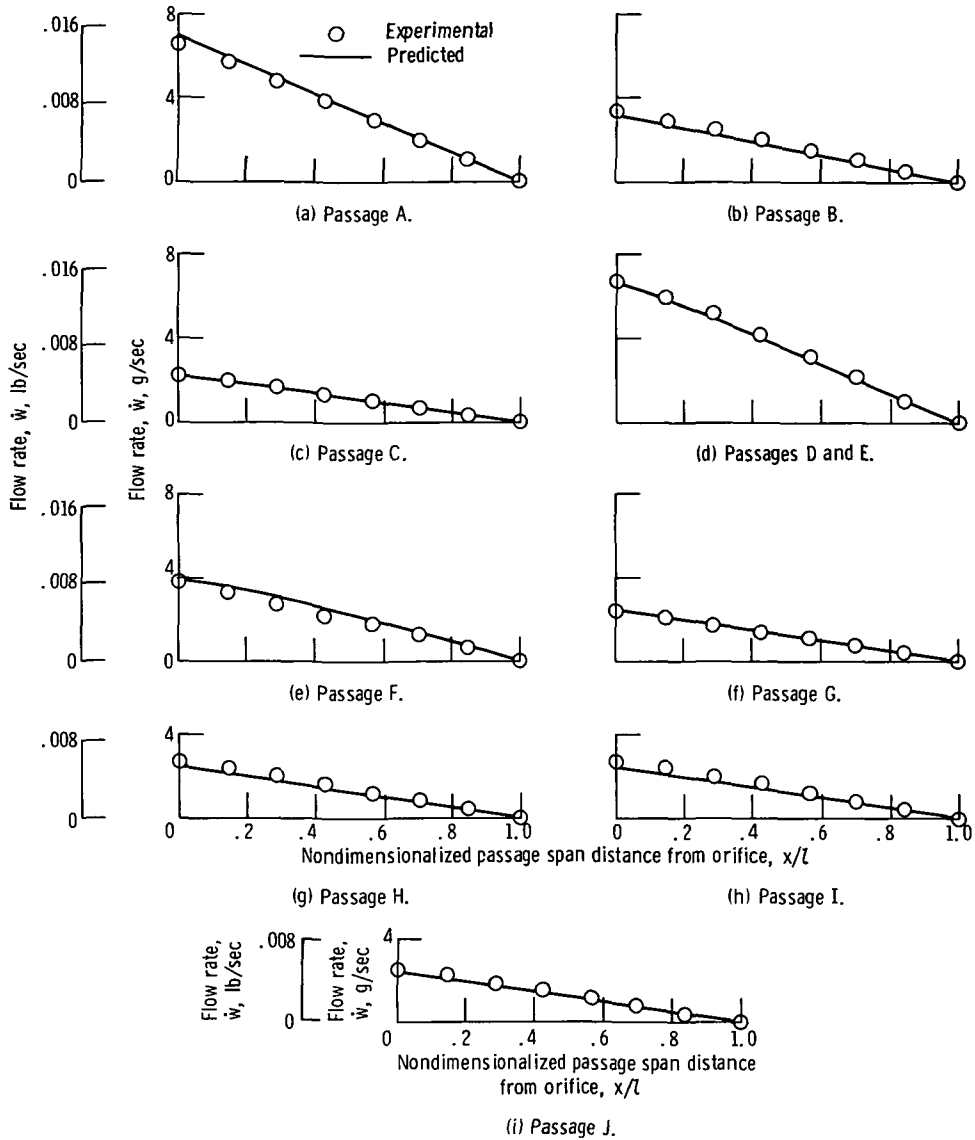 .016
.008
0
8
4
0
Experimental
Predicted
(a) Passage A.
(b) Passage B.
Flow rate, ẇ, lb/sec
.016
.008
0
Flow rate, ẇ, g/sec
8
4
0
(c) Passage C.
(d) Passages D and E.
.016
.008
0
8
4
0
(e) Passage F.
(f) Passage G.
.008
0
4
0 .2 .4 .6 .8 1.0
0 .2 .4 .6 .8 1.0
Nondimensionalized passage span distance from orifice, x/l
(g) Passage H.
(h) Passage I.
Flow rate,
ẇ, lb/sec
.008
0
Flow rate,
ẇ, g/sec
4
0 .2 .4 .6 .8 1.0
Nondimensionalized passage span distance
from orifice, x/l
(i) Passage J.